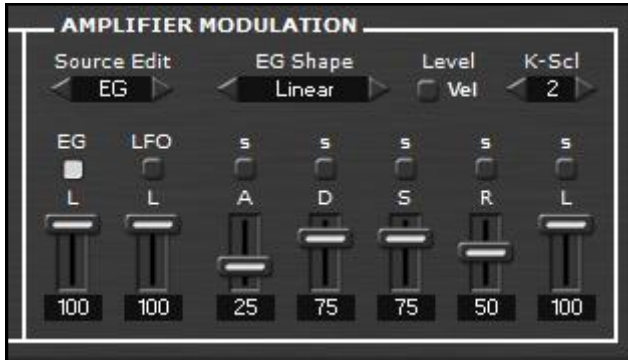 AMPLIFIER MODULATION
Source Edit EG Shape Level K-Scl
EG Linear Vel 2
EG LFO s s s s s
L L A D S R L
100 100 25 75 75 50 100